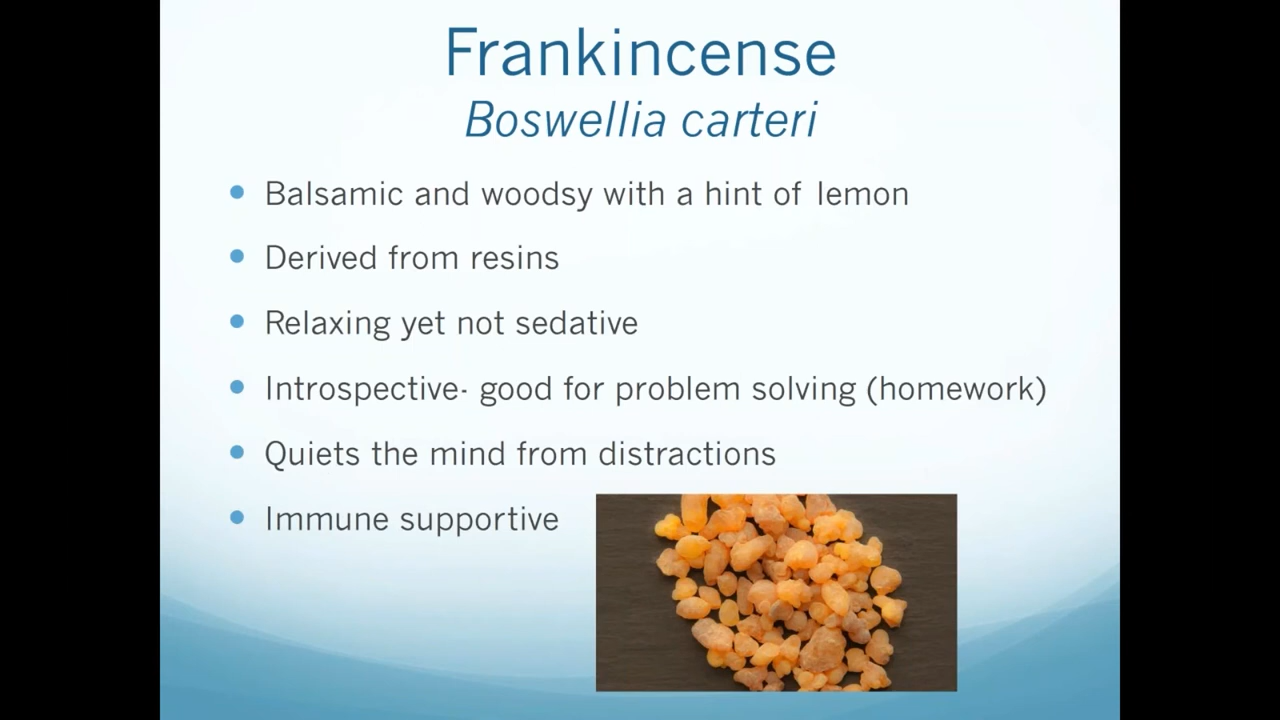 Frankincense
Boswellia carteri
Balsamic and woodsy with a hint of lemon
Derived from resins
Relaxing yet not sedative
Introspective- good for problem solving (homework)
Quiets the mind from distractions
Immune supportive